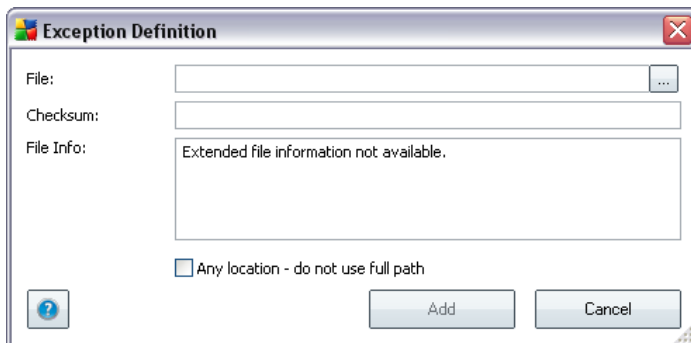 Exception Definition
File:
...
Checksum:
File Info:
Extended file information not available.
Any location - do not use full path
?
Add
Cancel